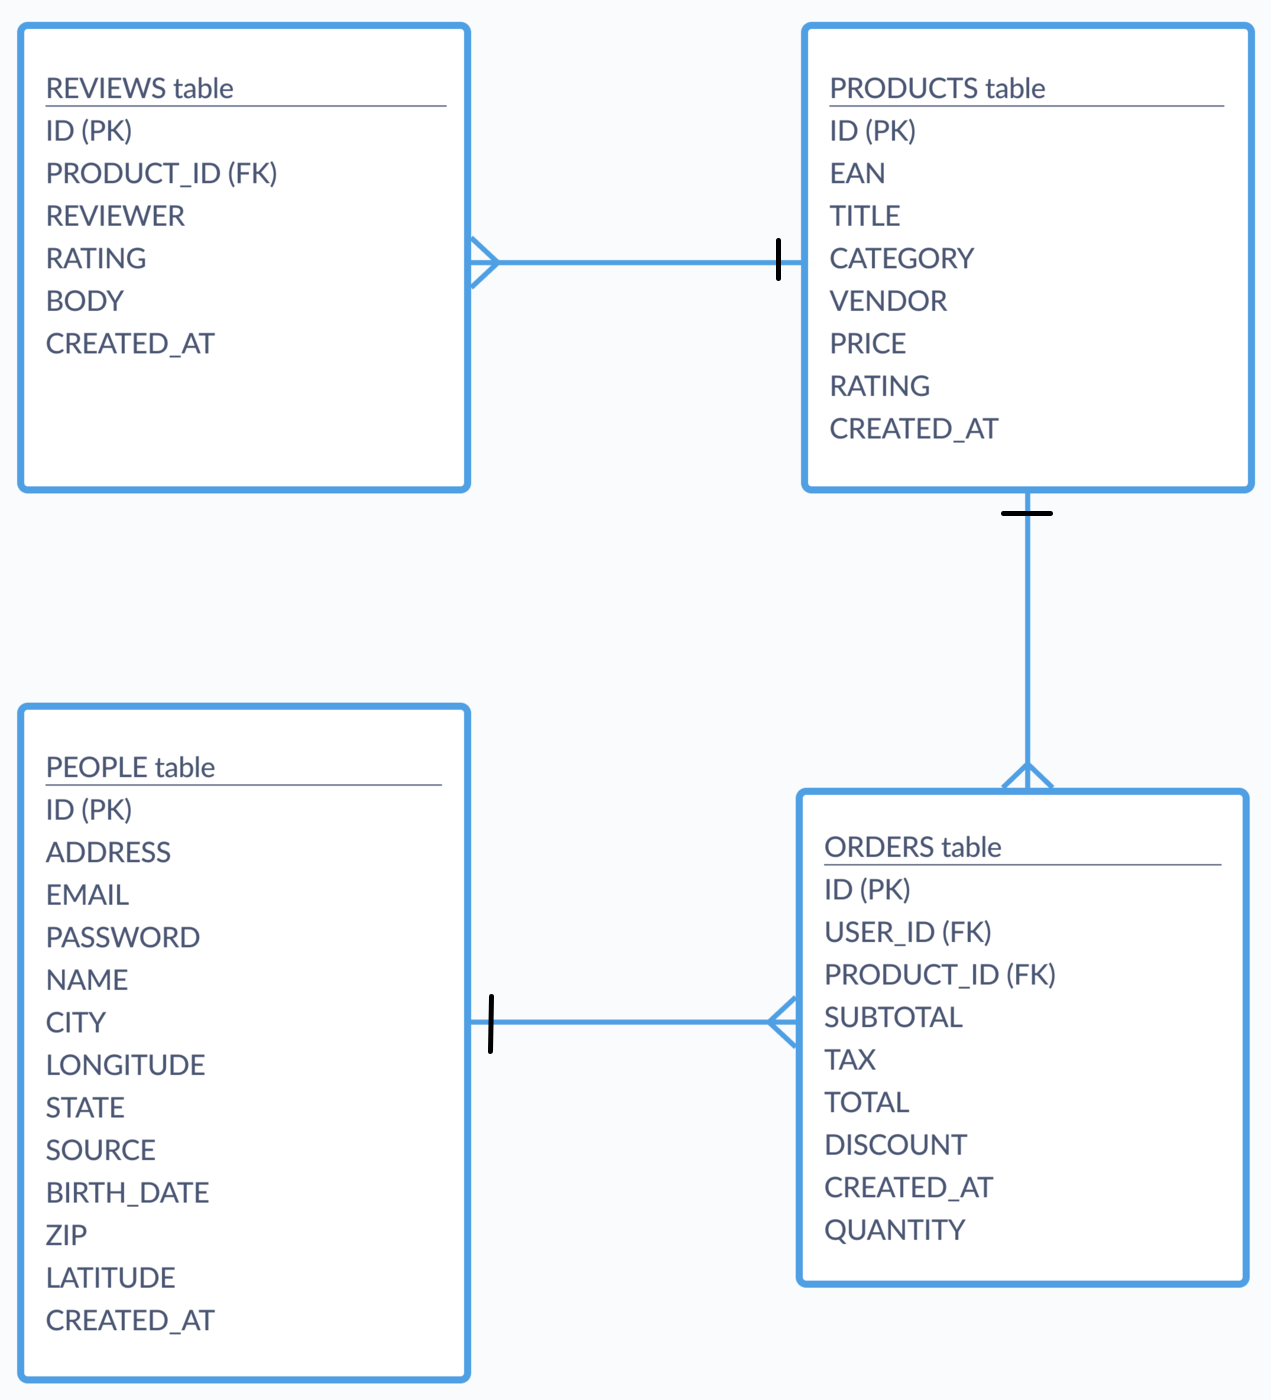 REVIEWS table
ID (PK)
PRODUCT_ID (FK)
REVIEWER
RATING
BODY
CREATED_AT
PRODUCTS table
ID (PK)
EAN
TITLE
CATEGORY
VENDOR
PRICE
RATING
CREATED_AT
PEOPLE table
ID (PK)
ADDRESS
EMAIL
PASSWORD
NAME
CITY
LONGITUDE
STATE
SOURCE
BIRTH_DATE
ZIP
LATITUDE
CREATED_AT
ORDERS table
ID (PK)
USER_ID (FK)
PRODUCT_ID (FK)
SUBTOTAL
TAX
TOTAL
DISCOUNT
CREATED_AT
QUANTITY